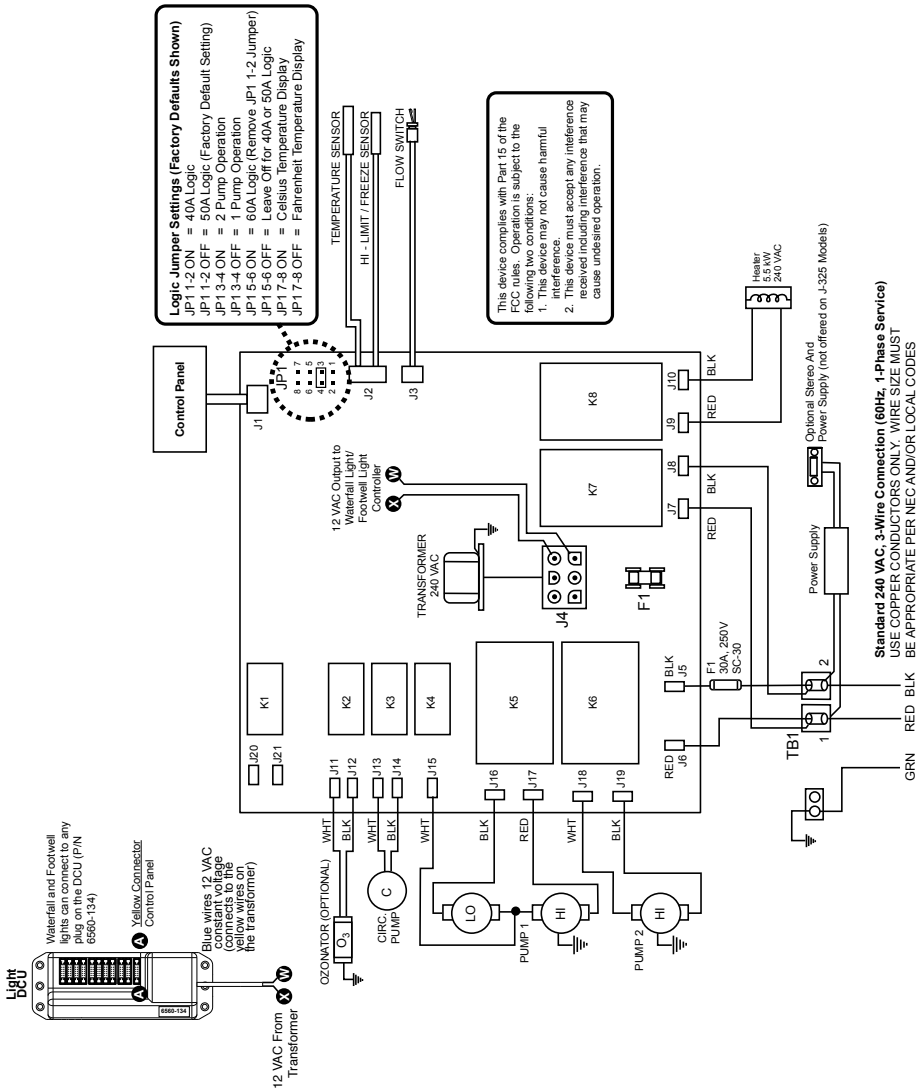 Light
DCU
Waterfall and Footwell
lights can connect to any
plug on the DCU (P/N
6560-134)
A
A
Yellow Connector
Control Panel
6560-134
Blue wires 12 VAC
constant voltage
(connects to the
yellow wires on
the transformer)
X W
12 VAC From
Transformer
Control Panel
J1
JP1
8 7
6 5
4 3
2 1
Logic Jumper Settings (Factory Defaults Shown)
JP1 1-2 ON = 40A Logic
JP1 1-2 OFF = 50A Logic (Factory Default Setting)
JP1 3-4 ON = 2 Pump Operation
JP1 3-4 OFF = 1 Pump Operation
JP1 5-6 ON = 60A Logic (Remove JP1 1-2 Jumper)
JP1 5-6 OFF = Leave Off for 40A or 50A Logic
JP1 7-8 ON = Celsius Temperature Display
JP1 7-8 OFF = Fahrenheit Temperature Display
J2
TEMPERATURE SENSOR
HI - LIMIT / FREEZE SENSOR
J3
FLOW SWITCH
This device complies with Part 15 of the
FCC rules. Operation is subject to the
following two conditions:
1. This device may not cause harmful
interference.
2. This device must accept any interference
received including interference that may
cause undesired operation.
12 VAC Output to
Waterfall Light/
Footwell Light
Controller
X W
TRANSFORMER
240 VAC
J4
F1
J20
J21
K1
K2
K3
K4
K5
K6
K7
K8
J11
J12
J13
J14
J15
J16
J17
J18
J19
WHT
BLK
WHT
BLK
WHT
BLK
RED
WHT
BLK
OZONATOR (OPTIONAL)
O3
CIRC.
PUMP
C
LO
HI
PUMP 1
HI
PUMP 2
RED
J6
BLK
J5
F1
30A, 250V
SC-30
J7
RED
J8
BLK
J9
RED
J10
BLK
Heater
5.5 kW
240 VAC
TB1
1
2
Power Supply
Optional Stereo And
Power Supply (not offered on J-325 Models)
GRN
RED
BLK
Standard 240 VAC, 3-Wire Connection (60Hz, 1-Phase Service)
USE COPPER CONDUCTORS ONLY. WIRE SIZE MUST
BE APPROPRIATE PER NEC AND/OR LOCAL CODES